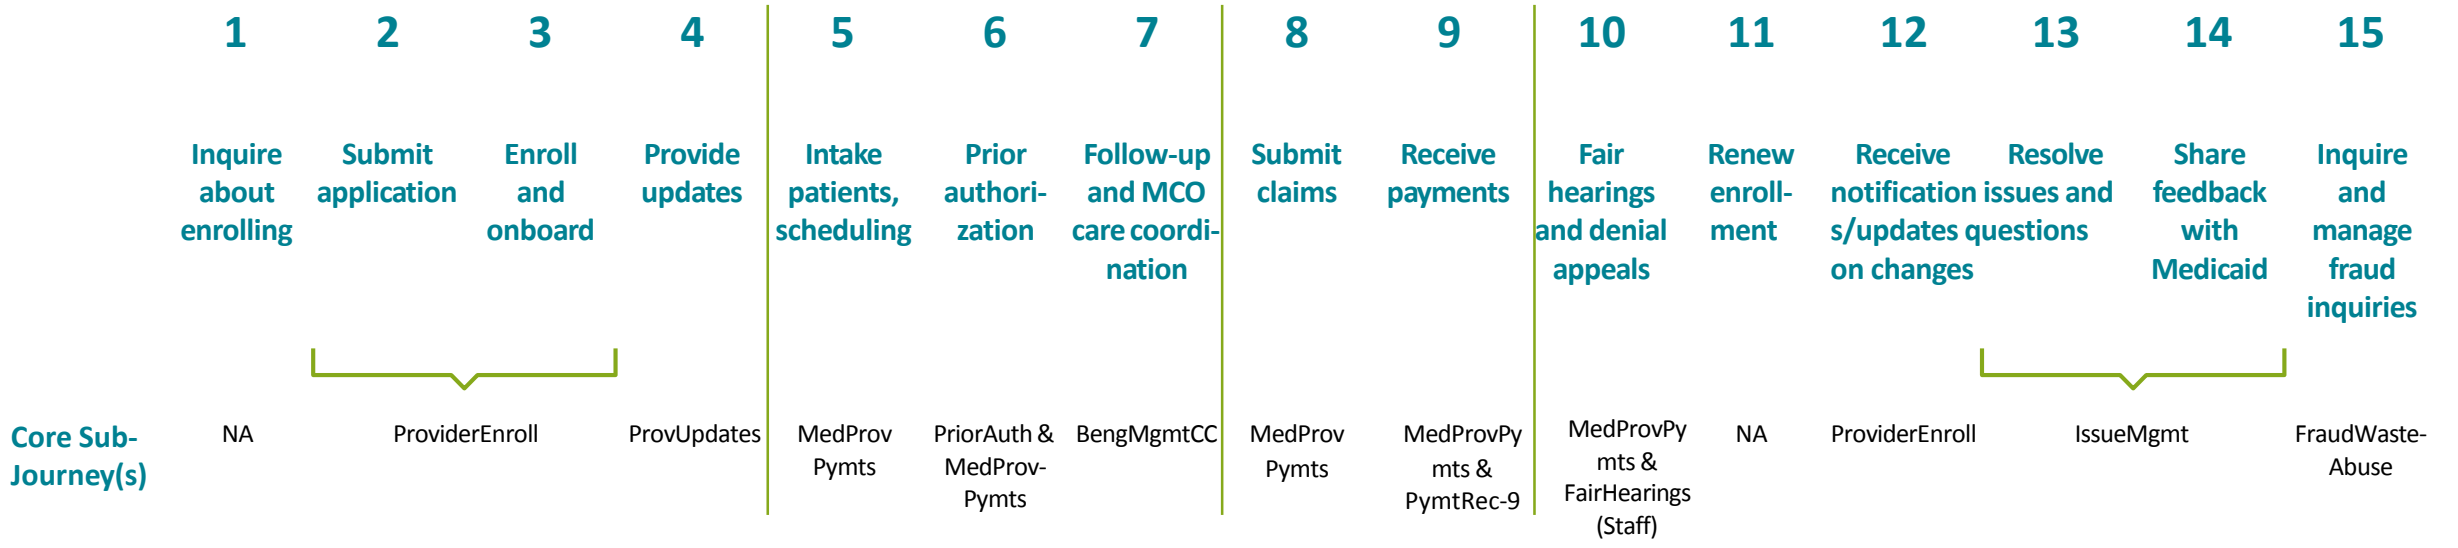 1
2
3
4
5
6
7
8
9
10
11
12
13
14
15
Inquire
about
enrolling
Submit
application
Enroll
and
onboard
Provide
updates
Intake
patients,
scheduling
Prior
authori-
zation
Follow-up
and MCO
care coordi-
nation
Submit
claims
Receive
payments
Fair
hearings
and denial
appeals
Renew
enroll-
ment
Receive
notification
s/updates
on changes
Resolve
issues and
questions
Share
feedback
with
Medicaid
Inquire
and
manage
fraud
inquiries
Core Sub-
Journey(s)
NA
ProviderEnroll
ProvUpdates
MedProv
Pymts
PriorAuth &
MedProv-
Pymts
BengMgmtCC
MedProv
Pymts
MedProvPy
mts &
PymtRec-9
MedProvPy
mts &
FairHearings
(Staff)
NA
ProviderEnroll
IssueMgmt
FraudWaste-
Abuse